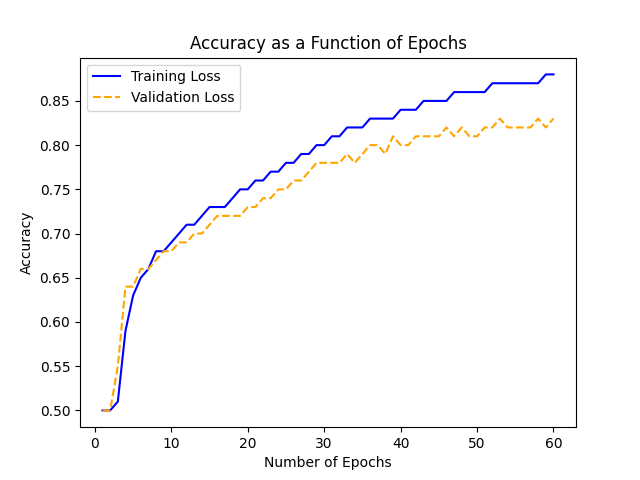 Accuracy as a Function of Epochs
Training Loss
Validation Loss
0.85
0.80
0.75
0.70
0.65
0.60
0.55
0.50
Accuracy
0 10 20 30 40 50 60
Number of Epochs